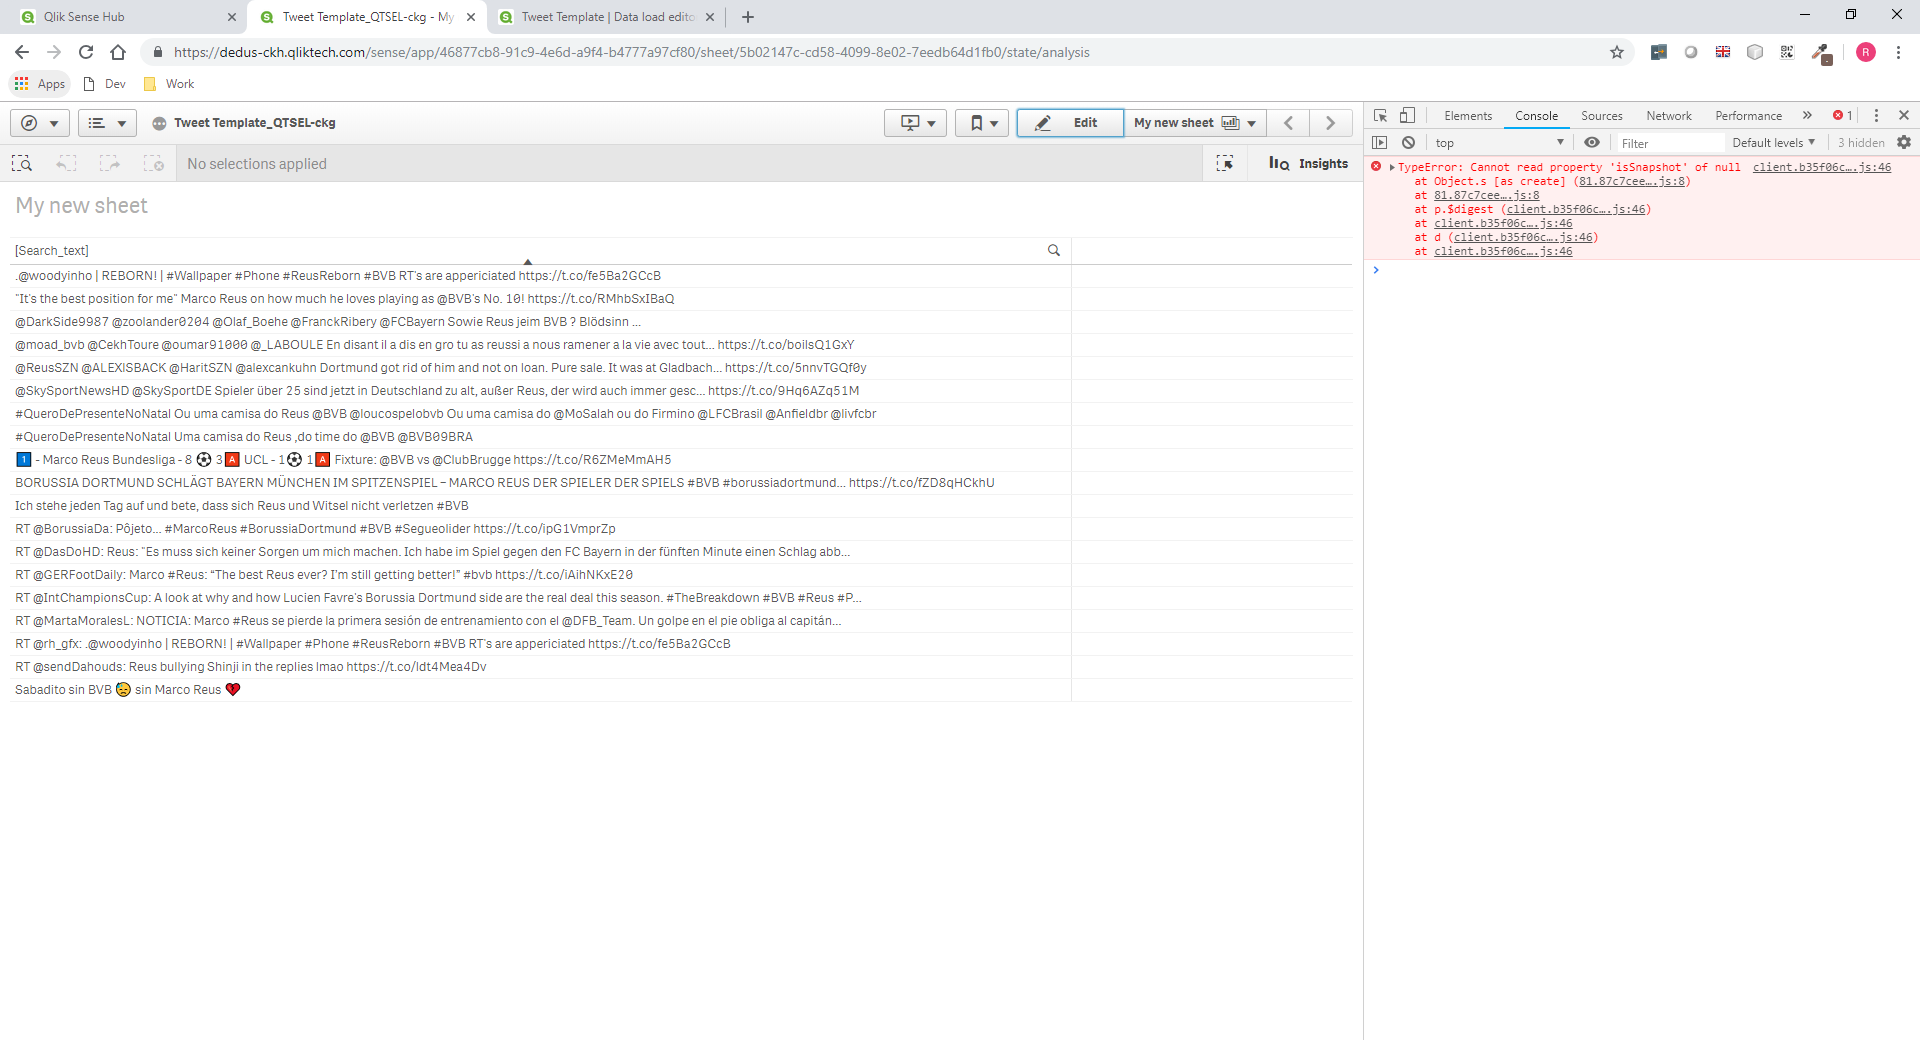 Qlik Sense Hub
Tweet Template_QTSEL-ckg - My
Tweet Template | Data load edito
https://dedus-ckh.qliktech.com/sense/app/46877cb8-91c9-4e6d-a9f4-b4777a97cf80/sheet/5b02147c-cd58-4099-8e02-7eedb64d1fb0/state/analysis
R
Apps
Dev
Work
Tweet Template_QTSEL-ckg
Edit
My new sheet
No selections applied
Insights
My new sheet
[Search_text]
.@woodyinho | REBORN! | #Wallpaper #Phone #ReusReborn #BVB RT's are appericiated https://t.co/fe5Ba2GCcB
"It's the best position for me" Marco Reus on how much he loves playing as @BVB's No. 10! https://t.co/RMhbSxIBaQ
@DarkSide9987 @zoolander0204 @Olaf_Boehe @FranckRibery @FCBayern Sowie Reus jeim BVB ? Blödsinn ...
@moad_bvb @CekhToure @oumar91000 @_LABOULE En disant il a dis en gro tu as reussi a nous ramener a la vie avec tout... https://t.co/boilsQ1GxY
@ReusSZN @ALEXISBACK @HaritSZN @alexcankuhn Dortmund got rid of him and not on loan. Pure sale. It was at Gladbach... https://t.co/5nnvTGQf0y
@SkySportNewsHD @SkySportDE Spieler über 25 sind jetzt in Deutschland zu alt, außer Reus, der wird auch immer gesc... https://t.co/9Hq6AZq51M
#QueroDePresenteNoNatal Ou uma camisa do Reus @BVB @loucospelobvb Ou uma camisa do @MoSalah ou do Firmino @LFCBrasil @Anfieldbr @livfcbr
#QueroDePresenteNoNatal Uma camisa do Reus ,do time do @BVB @BVB09BRA
1 - Marco Reus Bundesliga - 8 ⚽ 3 🅰 UCL - 1 ⚽ 1 🅰 Fixture: @BVB vs @ClubBrugge https://t.co/R6ZMeMmAH5
BORUSSIA DORTMUND SCHLÄGT BAYERN MÜNCHEN IM SPITZENSPIEL – MARCO REUS DER SPIELER DER SPIELS #BVB #borussiadortmund... https://t.co/fZD8qHCkhU
Ich stehe jeden Tag auf und bete, dass sich Reus und Witsel nicht verletzen #BVB
RT @BorussiaDa: Pôjeto... #MarcoReus #BorussiaDortmund #BVB #Segueolider https://t.co/ipG1VmprZp
RT @DasDoHD: Reus: "Es muss sich keiner Sorgen um mich machen. Ich habe im Spiel gegen den FC Bayern in der fünften Minute einen Schlag abb...
RT @GERFootDaily: Marco #Reus: “The best Reus ever? I'm still getting better!” #bvb https://t.co/iAihNKxE20
RT @IntChampionsCup: A look at why and how Lucien Favre's Borussia Dortmund side are the real deal this season. #TheBreakdown #BVB #Reus #P...
RT @MartaMoralesL: NOTICIA: Marco #Reus se pierde la primera sesión de entrenamiento con el @DFB_Team. Un golpe en el pie obliga al capitán...
RT @rh_gfx: .@woodyinho | REBORN! | #Wallpaper #Phone #ReusReborn #BVB RT's are appericiated https://t.co/fe5Ba2GCcB
RT @sendDahouds: Reus bullying Shinji in the replies lmao https://t.co/ldt4Mea4Dv
Sabadito sin BVB 😓 sin Marco Reus 💔
Elements
Console
Sources
Network
Performance
1
top
Filter
Default levels
3 hidden
TypeError: Cannot read property 'isSnapshot' of null client.b35f06c….js:46
at Object.s [as create] (81.87c7cee….js:8)
at 81.87c7cee….js:8
at p.$digest (client.b35f06c….js:46)
at client.b35f06c….js:46
at d (client.b35f06c….js:46)
at client.b35f06c….js:46